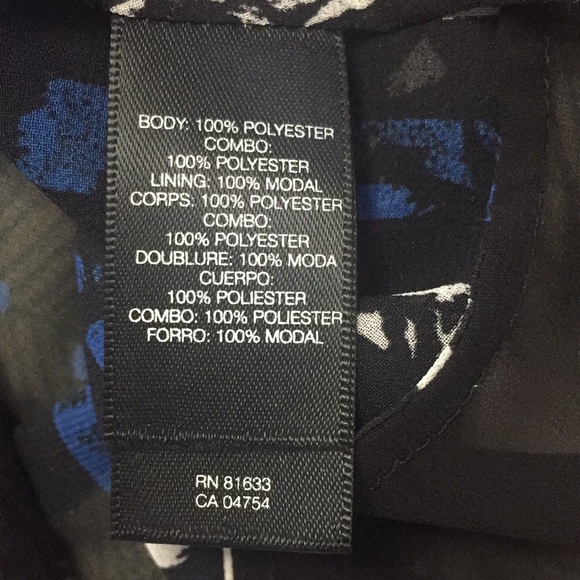 BODY: 100% POLYESTER
COMBO:
100% POLYESTER
LINING: 100% MODAL
CORPS: 100% POLYESTER
COMBO:
100% POLYESTER
DOUBLURE: 100% MODA
CUERPO:
100% POLIESTER
COMBO: 100% POLIESTER
FORRO: 100% MODAL
RN 81633
CA 04754